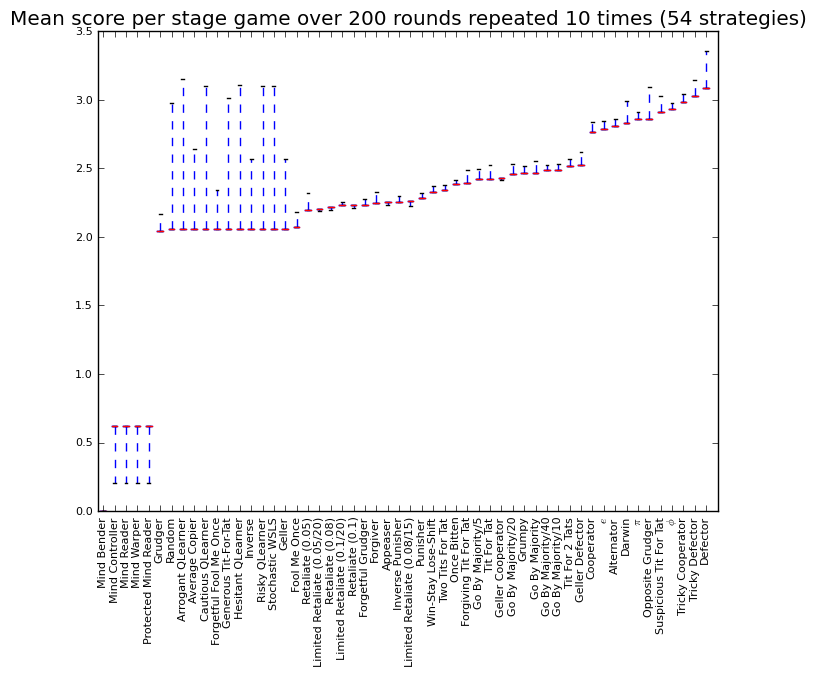 Mean score per stage game over 200 rounds repeated 10 times (54 strategies)
3.5
3.0
2.5
2.0
1.5
1.0
0.5
0.0
Mind Bender
Mind Controller
Mind Reader
Mind Warper
Protected Mind Reader
Grudger
Random
Arrogant QLearner
Average Copier
Cautious QLearner
Forgetful Fool Me Once
Generous Tit-For-Tat
Hesitant QLearner
Inverse
Risky QLearner
Stochastic WSLS
Geller
Fool Me Once
Retaliate (0.05)
Limited Retaliate (0.05/20)
Retaliate (0.08)
Limited Retaliate (0.1/20)
Retaliate (0.1)
Forgetful Grudger
Forgiver
Appeaser
Inverse Punisher
Limited Retaliate (0.08/15)
Punisher
Win-Stay Lose-Shift
Two Tits For Tat
Once Bitten
Forgiving Tit For Tat
Go By Majority/5
Tit For Tat
Geller Cooperator
Go By Majority/20
Grumpy
Go By Majority
Go By Majority/40
Go By Majority/10
Tit For 2 Tats
Geller Defector
Cooperator
e
Alternator
Darwin
π
Opposite Grudger
Suspicious Tit For Tat
ϕ
Tricky Cooperator
Tricky Defector
Defector